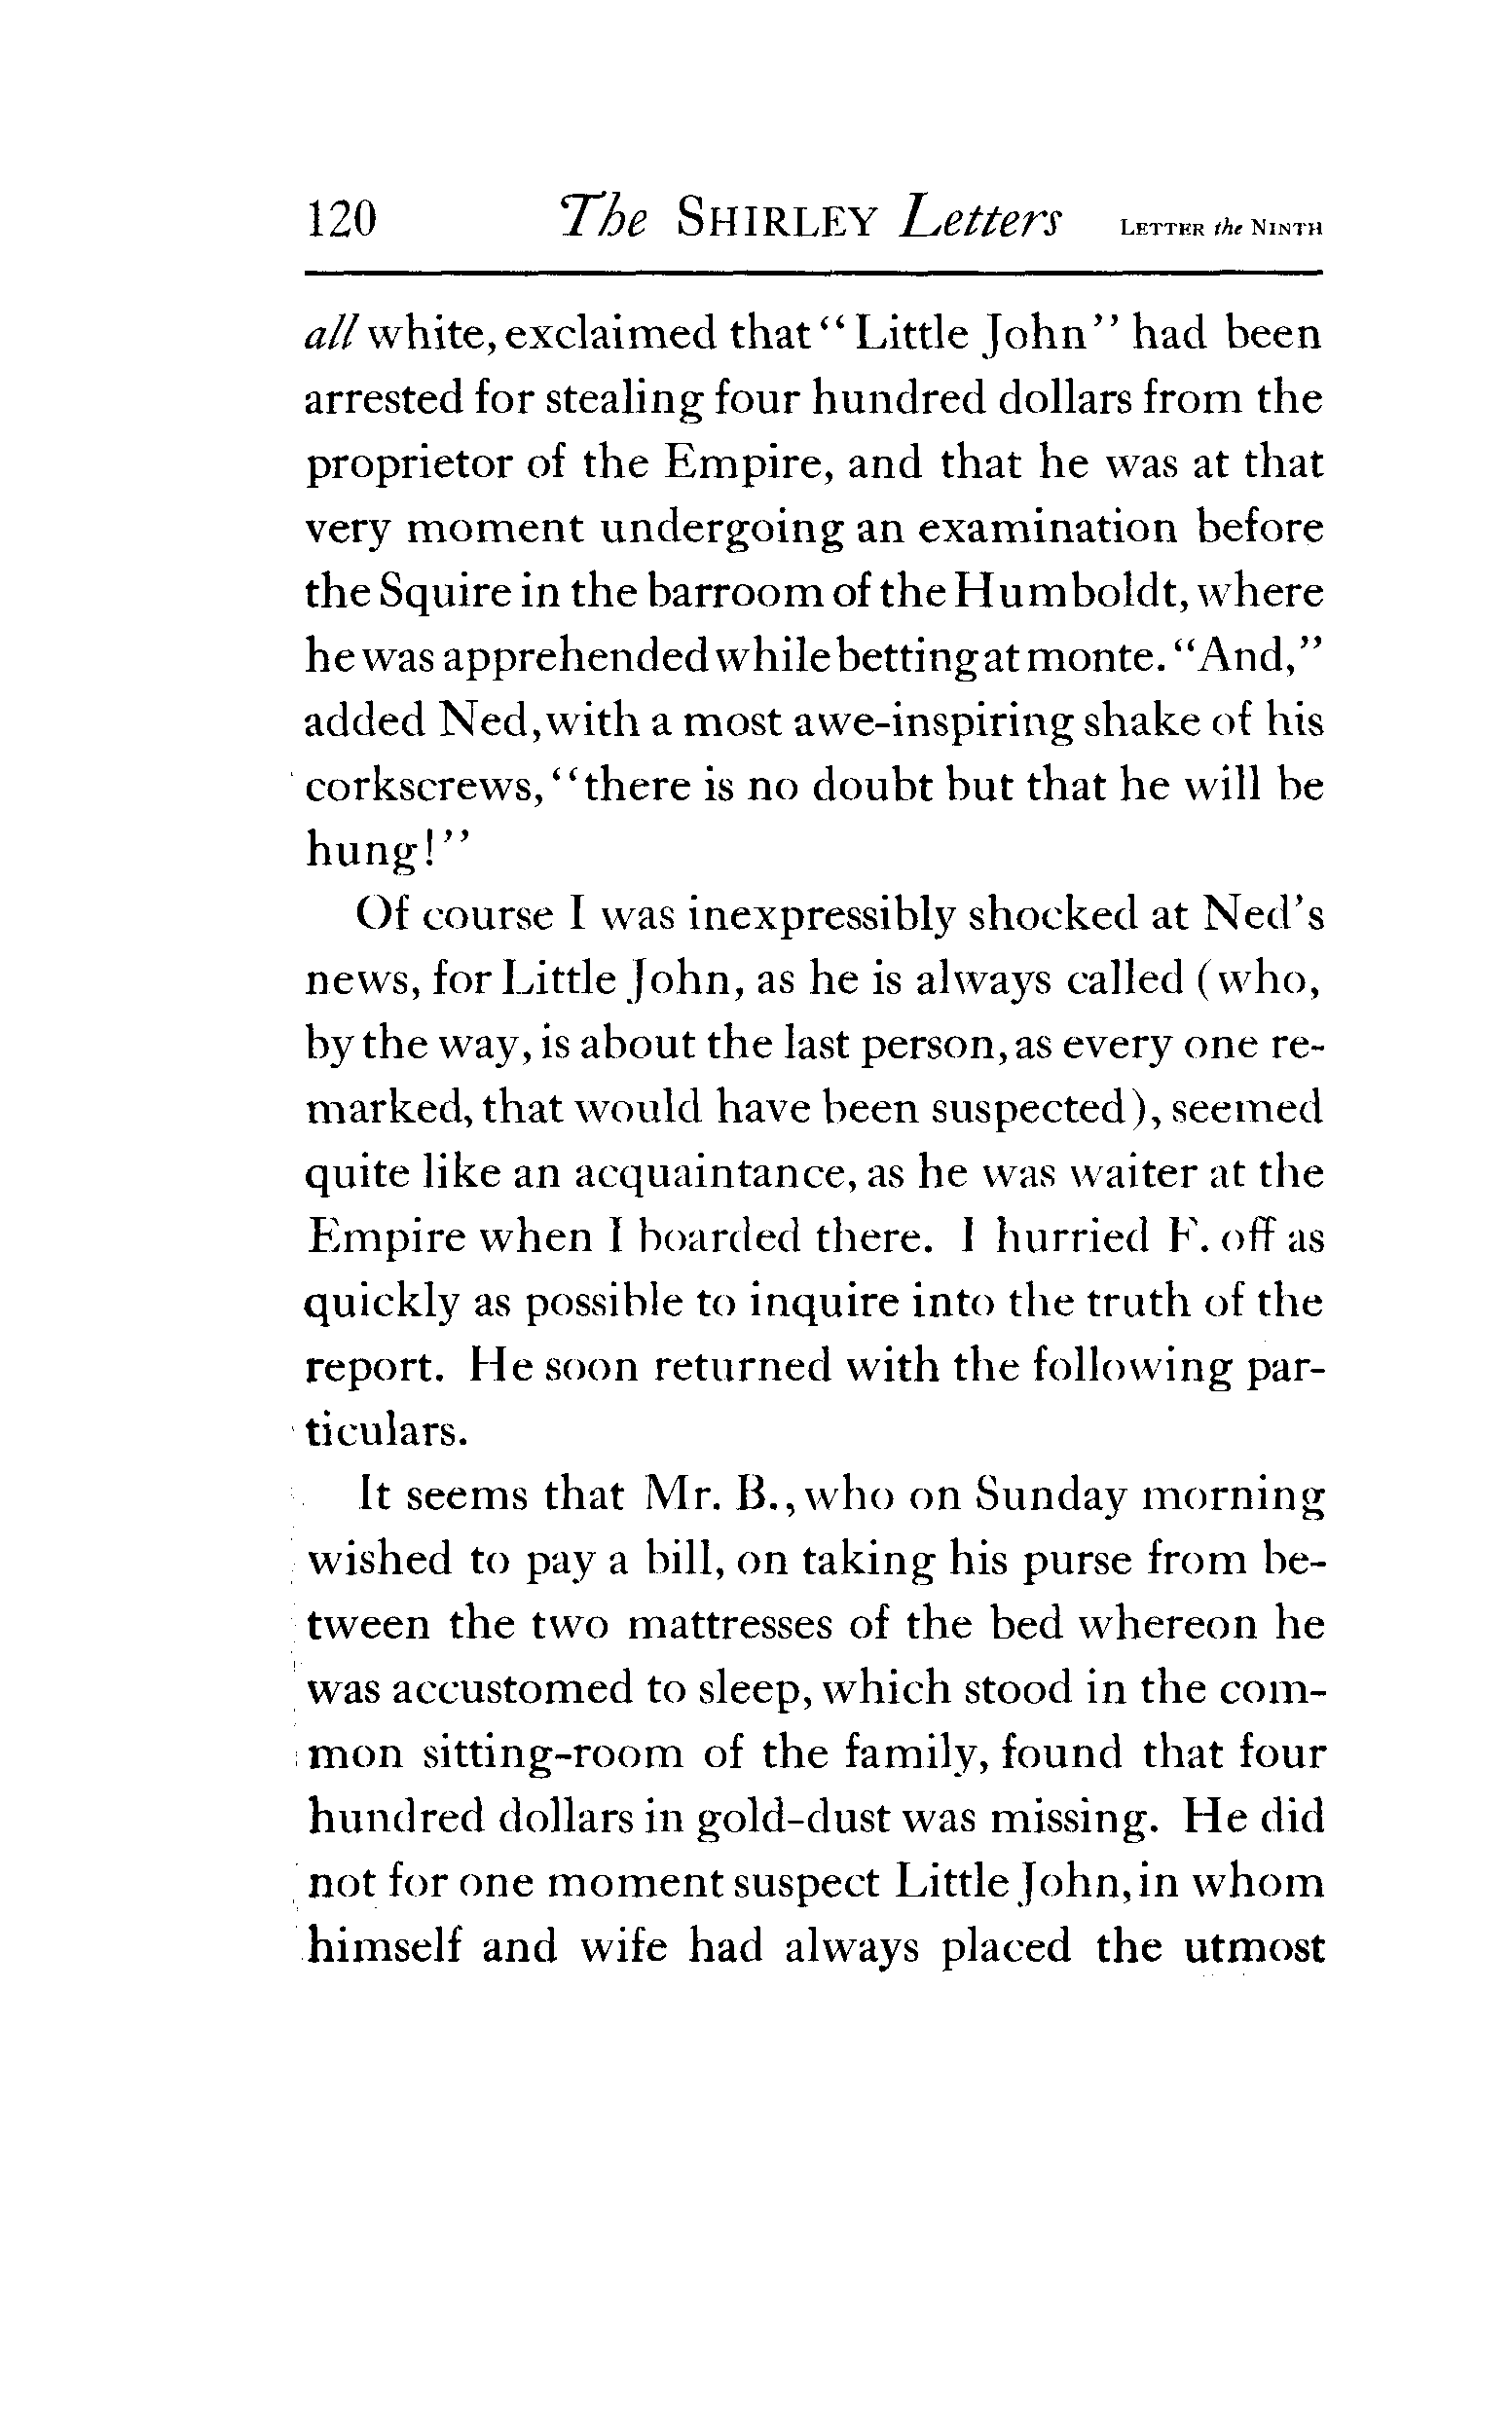 120 The SHIRLEY Letters LETTER the NINTH
all white, exclaimed that "Little John" had been
arrested for stealing four hundred dollars from the
proprietor of the Empire, and that he was at that
very moment undergoing an examination before
the Squire in the barroom of the Humboldt, where
he was apprehended while betting at monte. "And,"
added Ned, with a most awe-inspiring shake of his
corkscrews, "there is no doubt but that he will be
hung!"
Of course I was inexpressibly shocked at Ned's
news, for Little John, as he is always called (who,
by the way, is about the last person, as every one re-
marked, that would have been suspected), seemed
quite like an acquaintance, as he was waiter at the
Empire when I boarded there. I hurried F. off as
quickly as possible to inquire into the truth of the
report. He soon returned with the following par-
ticulars.
It seems that Mr. B., who on Sunday morning
wished to pay a bill, on taking his purse from be-
tween the two mattresses of the bed whereon he
was accustomed to sleep, which stood in the com-
mon sitting-room of the family, found that four
hundred dollars in gold-dust was missing. He did
not for one moment suspect Little John, in whom
himself and wife had always placed the utmost